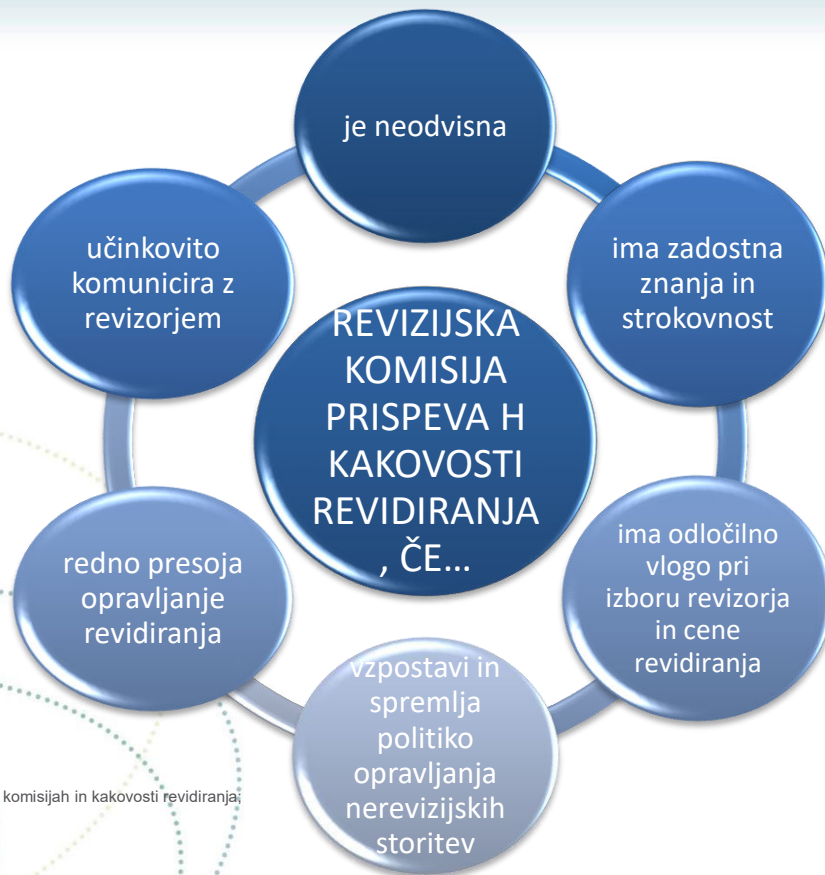 je neodvisna
ima zadostna
znanja in
strokovnost
ima odločilno
vlogo pri
izboru revizorja
in cene
revidiranja
vzpostavi in
spremlja
politiko
opravljanja
nerevizijskih
storitev
redno presoja
opravljanje
revidiranja
učinkovito
komunicira z
revizorjem
REVIZIJSKA
KOMISIJA
PRISPEVA H
KAKOVOSTI
REVIDIRANJA
, ČE…
komisijah in kakovosti revidiranja;